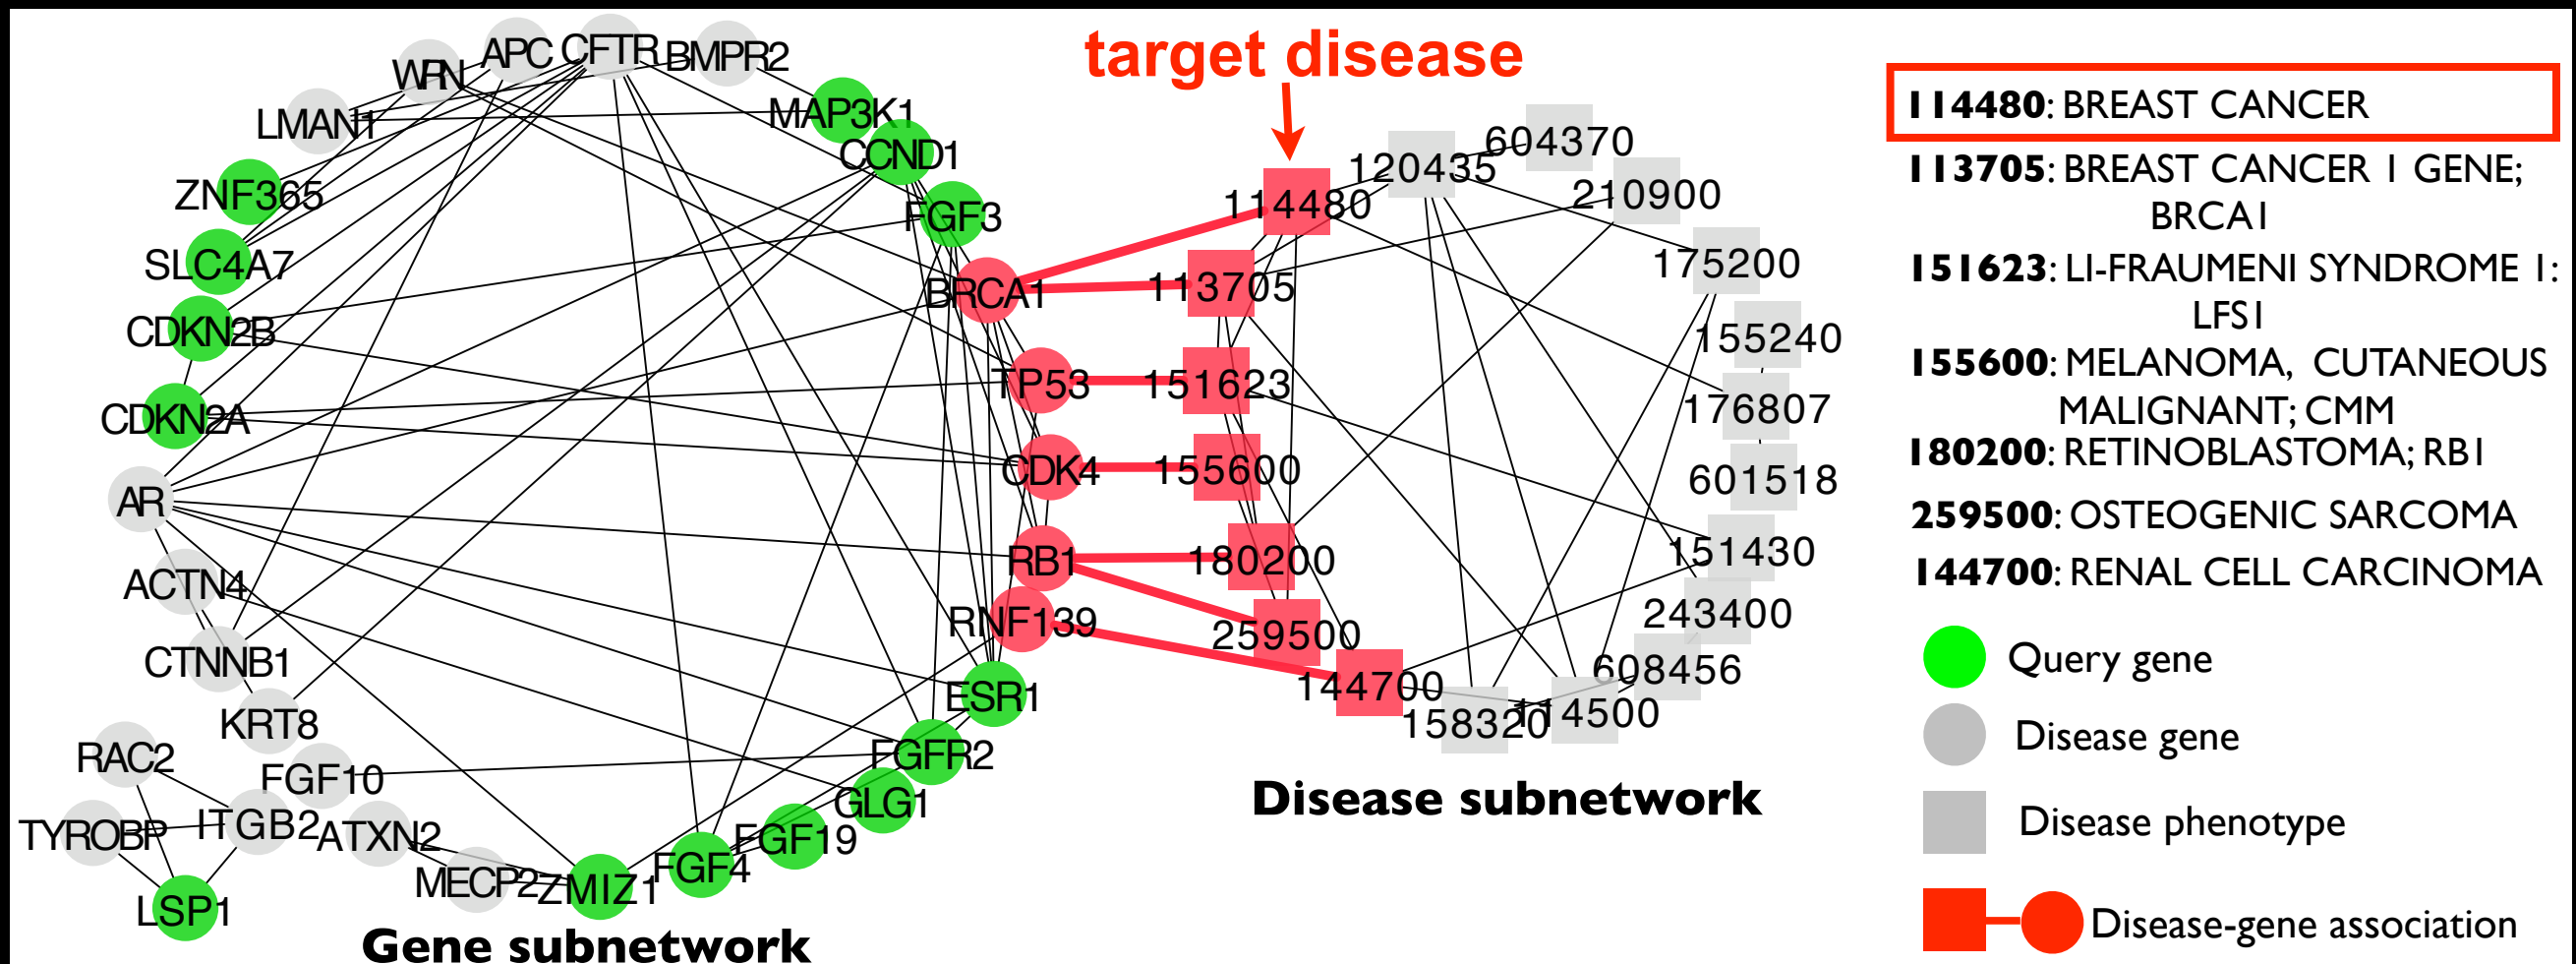 target disease
WRN
APC
CFTR
BMPR2
LMAN1
MAP3K1
CCND1
ZNF365
FGF3
SLC4A7
BRCA1
CDKN2B
TP53
CDKN2A
CDK4
AR
RB1
ACTN4
RNF139
CTNNB1
ESR1
KRT8
FGFR2
RAC2
FGF10
GLG1
TYROBP
ITGB2
ATXN2
FGF19
FGF4
MECP2
ZMIZ1
LSP1
Gene subnetwork
604370
120435
114480
210900
175200
113705
155240
151623
176807
155600
601518
180200
151430
243400
259500
608456
144700
158320
114500
Disease subnetwork
114480: BREAST CANCER
113705: BREAST CANCER 1 GENE;
BRCA1
151623: LI-FRAUMENI SYNDROME 1:
LFS1
155600: MELANOMA, CUTANEOUS
MALIGNANT; CMM
180200: RETINOBLASTOMA; RB1
259500: OSTEOGENIC SARCOMA
144700: RENAL CELL CARCINOMA
Query gene
Disease gene
Disease phenotype
Disease-gene association